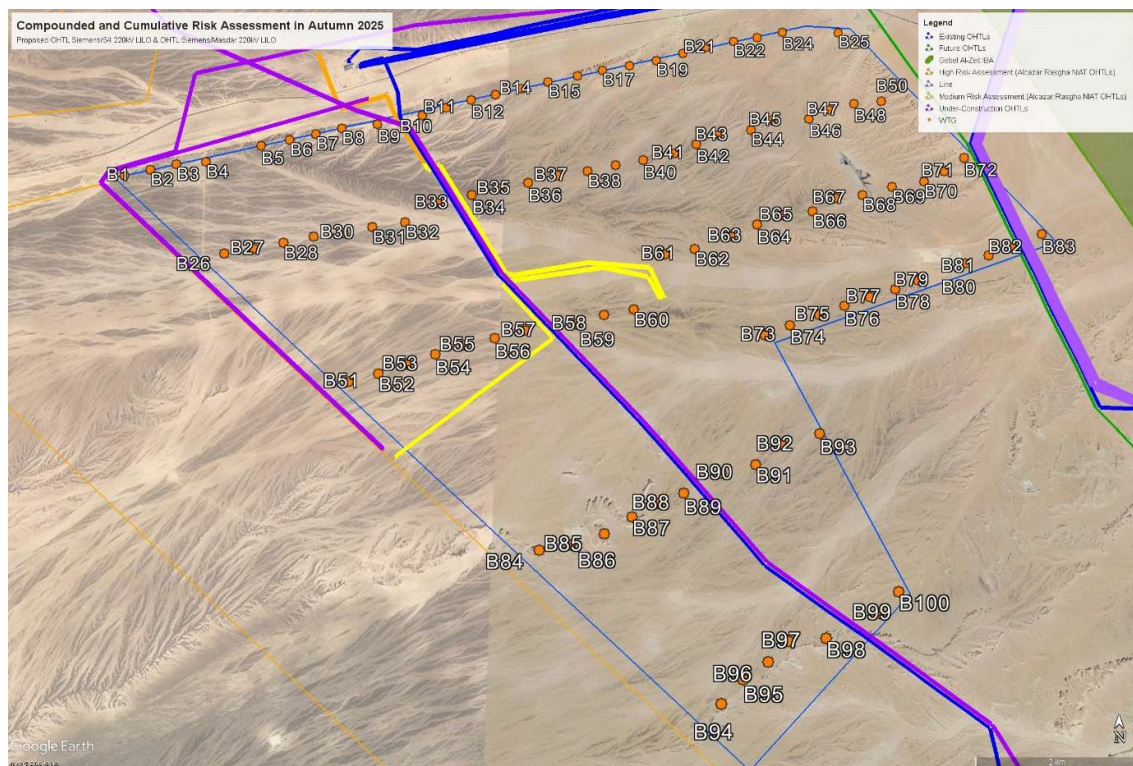 Compounded and Cumulative Risk Assessment in Autumn 2025
Proposed OHTL Siemens/S4 220kV LILO & OHTL Siemens/Masdar 220kV LILO
Legend
Existing OHTLs
Future OHTLs
Gebel Al-Zeit IBA
High Risk Assessment (Alcazar Rasgha NIAT OHTLs)
Line
Medium Risk Assessment (Alcazar Rasgha NIAT OHTLs)
Under-Construction OHTLs
WTG
B1
B2
B3
B4
B5
B6
B7
B8
B9
B10
B11
B12
B14
B15
B17
B19
B21
B22
B24
B25
B26
B27
B28
B30
B31
B32
B33
B34
B35
B36
B37
B38
B40
B41
B42
B43
B44
B45
B46
B47
B48
B50
B51
B52
B53
B54
B55
B56
B57
B58
B59
B60
B61
B62
B63
B64
B65
B66
B67
B68
B69
B70
B71
B72
B73
B74
B75
B76
B77
B78
B79
B80
B81
B82
B83
B84
B85
B86
B87
B88
B89
B90
B91
B92
B93
B94
B95
B96
B97
B98
B99
B100
Google Earth
N
2 km